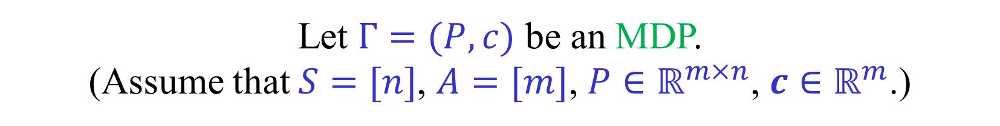 Let Γ = (P, c) be an MDP.
(Assume that S = [n], A = [m], P ∈ ℝ^{m×n}, c ∈ ℝ^m.)